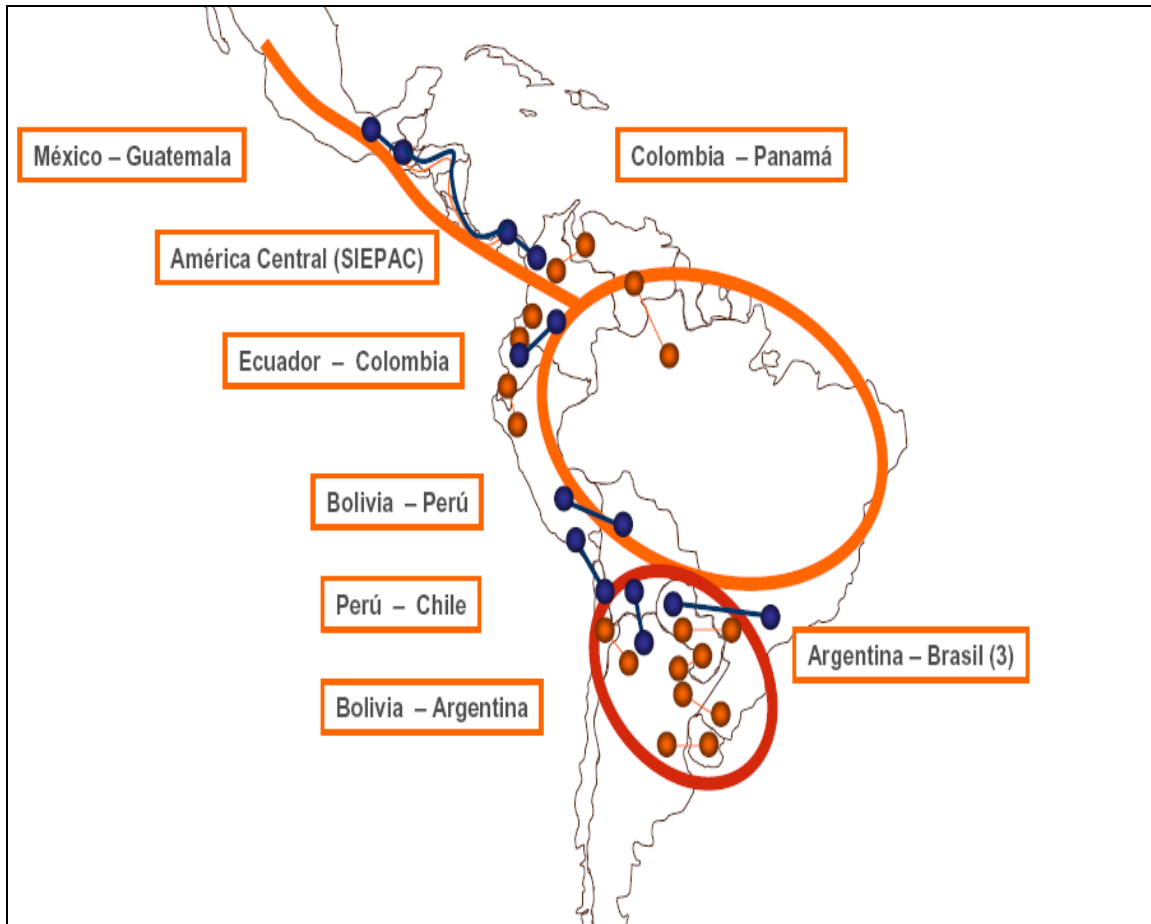 México – Guatemala
Colombia – Panamá
América Central (SIEPAC)
Ecuador – Colombia
Bolivia – Perú
Perú – Chile
Argentina – Brasil (3)
Bolivia – Argentina